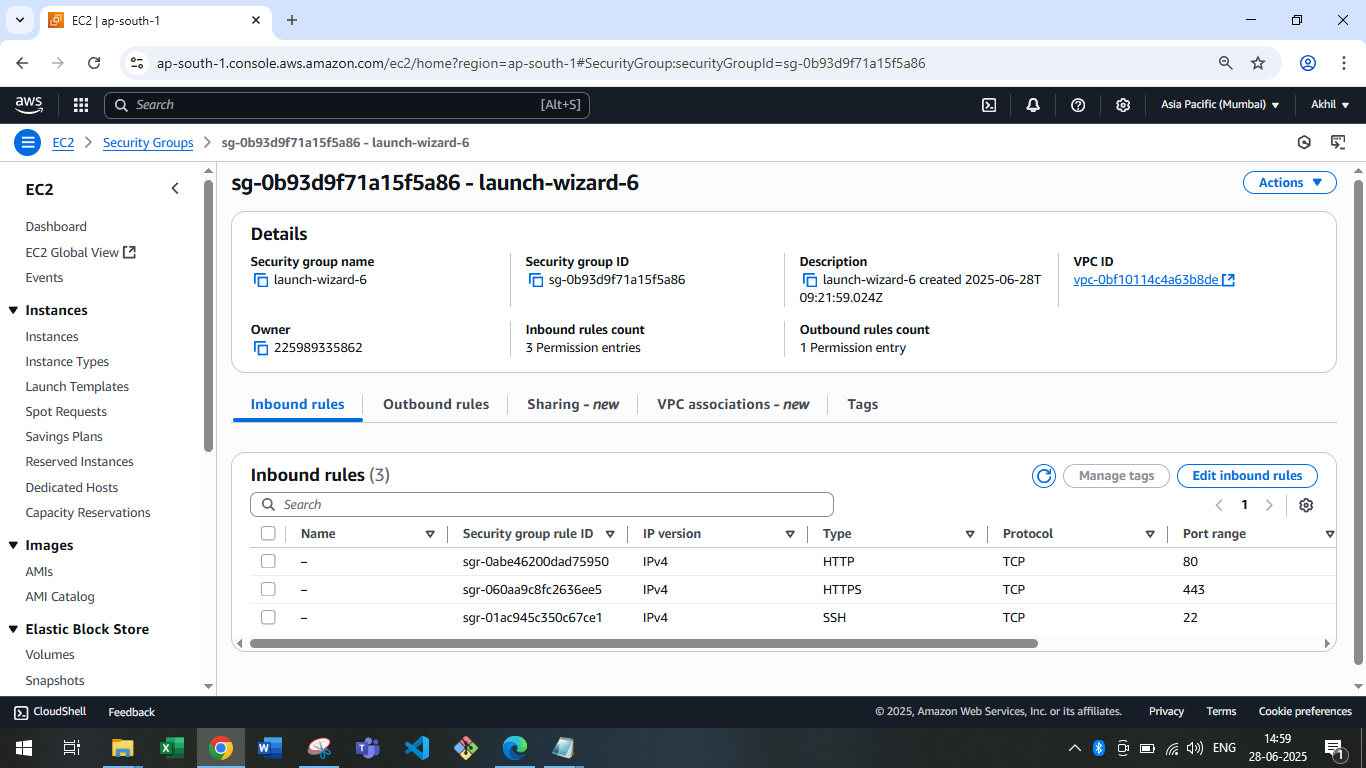 EC2 | ap-south-1
ap-south-1.console.aws.amazon.com/ec2/home?region=ap-south-1#SecurityGroup:securityGroupId=sg-0b93d9f71a15f5a86
aws Search [Alt+S] Asia Pacific (Mumbai) Akhil
EC2 Security Groups sg-0b93d9f71a15f5a86 - launch-wizard-6
EC2
Dashboard
EC2 Global View
Events
Instances
Instances
Instance Types
Launch Templates
Spot Requests
Savings Plans
Reserved Instances
Dedicated Hosts
Capacity Reservations
Images
AMIs
AMI Catalog
Elastic Block Store
Volumes
Snapshots
sg-0b93d9f71a15f5a86 - launch-wizard-6
Actions
Details
Security group name
launch-wizard-6
Security group ID
sg-0b93d9f71a15f5a86
Description
launch-wizard-6 created 2025-06-28T
09:21:59.024Z
VPC ID
vpc-0bf10114c4a63b8de
Owner
225989335862
Inbound rules count
3 Permission entries
Outbound rules count
1 Permission entry
Inbound rules Outbound rules Sharing - new VPC associations - new Tags
Inbound rules (3)
Manage tags Edit inbound rules
Search
1
Name Security group rule ID IP version Type Protocol Port range
– sgr-0abe46200dad75950 IPv4 HTTP TCP 80
– sgr-060aa9c8fc2636ee5 IPv4 HTTPS TCP 443
– sgr-01ac945c350c67ce1 IPv4 SSH TCP 22
CloudShell Feedback © 2025, Amazon Web Services, Inc. or its affiliates. Privacy Terms Cookie preferences
ENG
14:59
28-06-2025
1